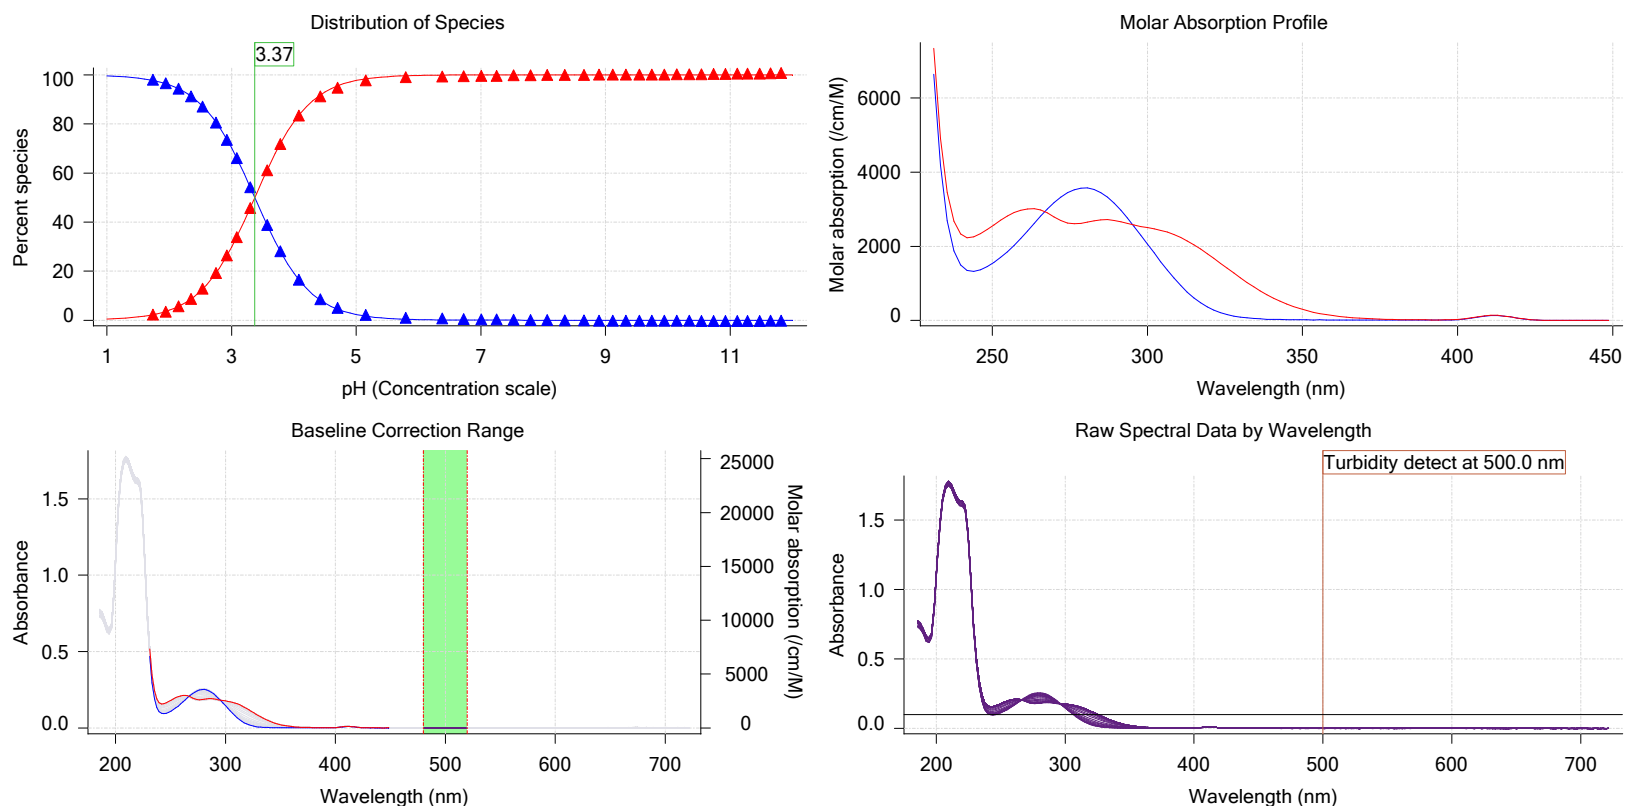 Distribution of Species
3.37
100
80
60
40
20
0
Percent species
1 3 5 7 9 11
pH (Concentration scale)
Molar Absorption Profile
6000
4000
2000
0
Molar absorption (/cm/M)
250 300 350 400 450
Wavelength (nm)
Baseline Correction Range
1.5
1.0
0.5
0.0
Absorbance
25000
20000
15000
10000
5000
0
Molar absorption (/cm/M)
200 300 400 500 600 700
Wavelength (nm)
Raw Spectral Data by Wavelength
Turbidity detect at 500.0 nm
1.5
1.0
0.5
0.0
Absorbance
200 300 400 500 600 700
Wavelength (nm)